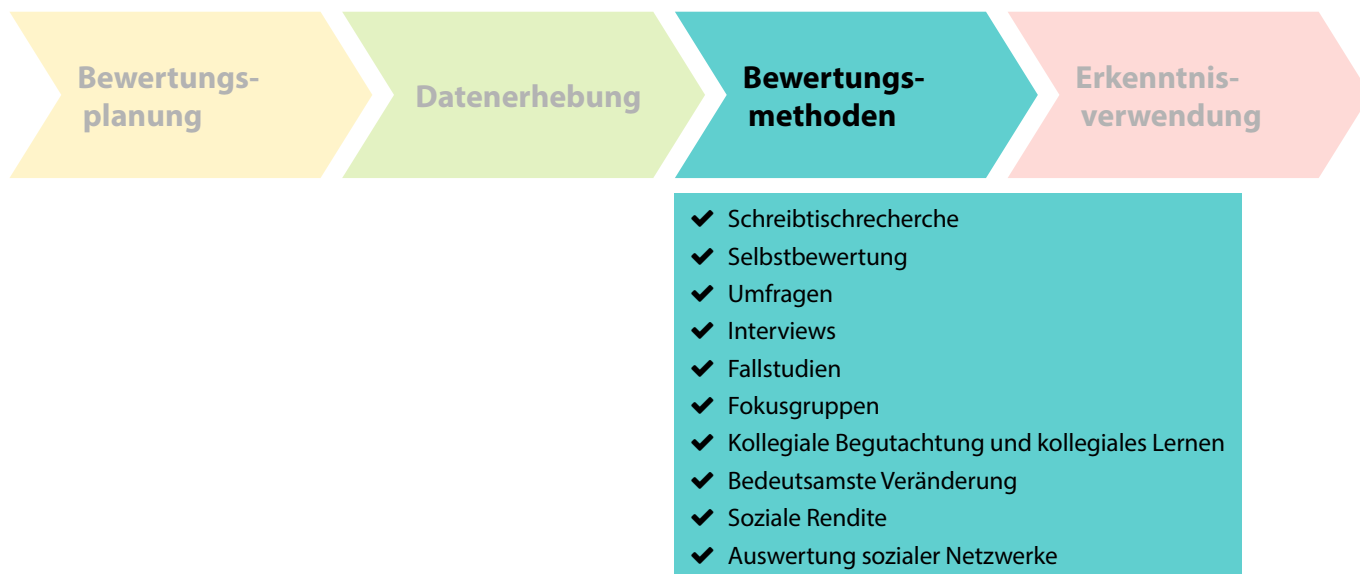 Bewertungs-
planung
Datenerhebung
Bewertungs-
methoden
Erkenntnis-
verwendung
Schreibtischrecherche
Selbstbewertung
Umfragen
Interviews
Fallstudien
Fokusgruppen
Kollegiale Begutachtung und kollegiales Lernen
Bedeutsamste Veränderung
Soziale Rendite
Auswertung sozialer Netzwerke